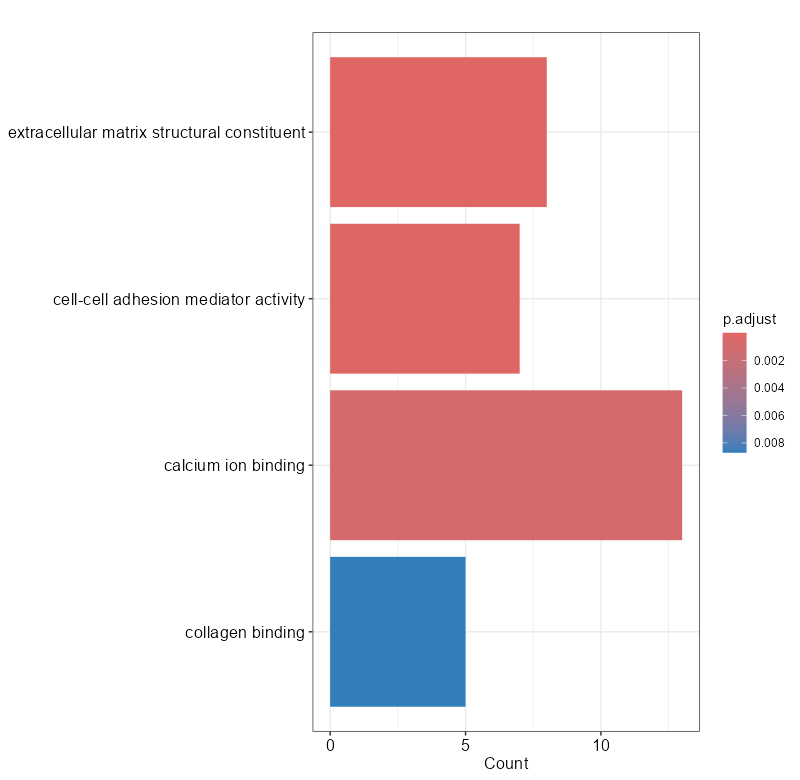 extracellular matrix structural constituent
cell-cell adhesion mediator activity
calcium ion binding
collagen binding
0 5 10
Count
p.adjust
0.002
0.004
0.006
0.008